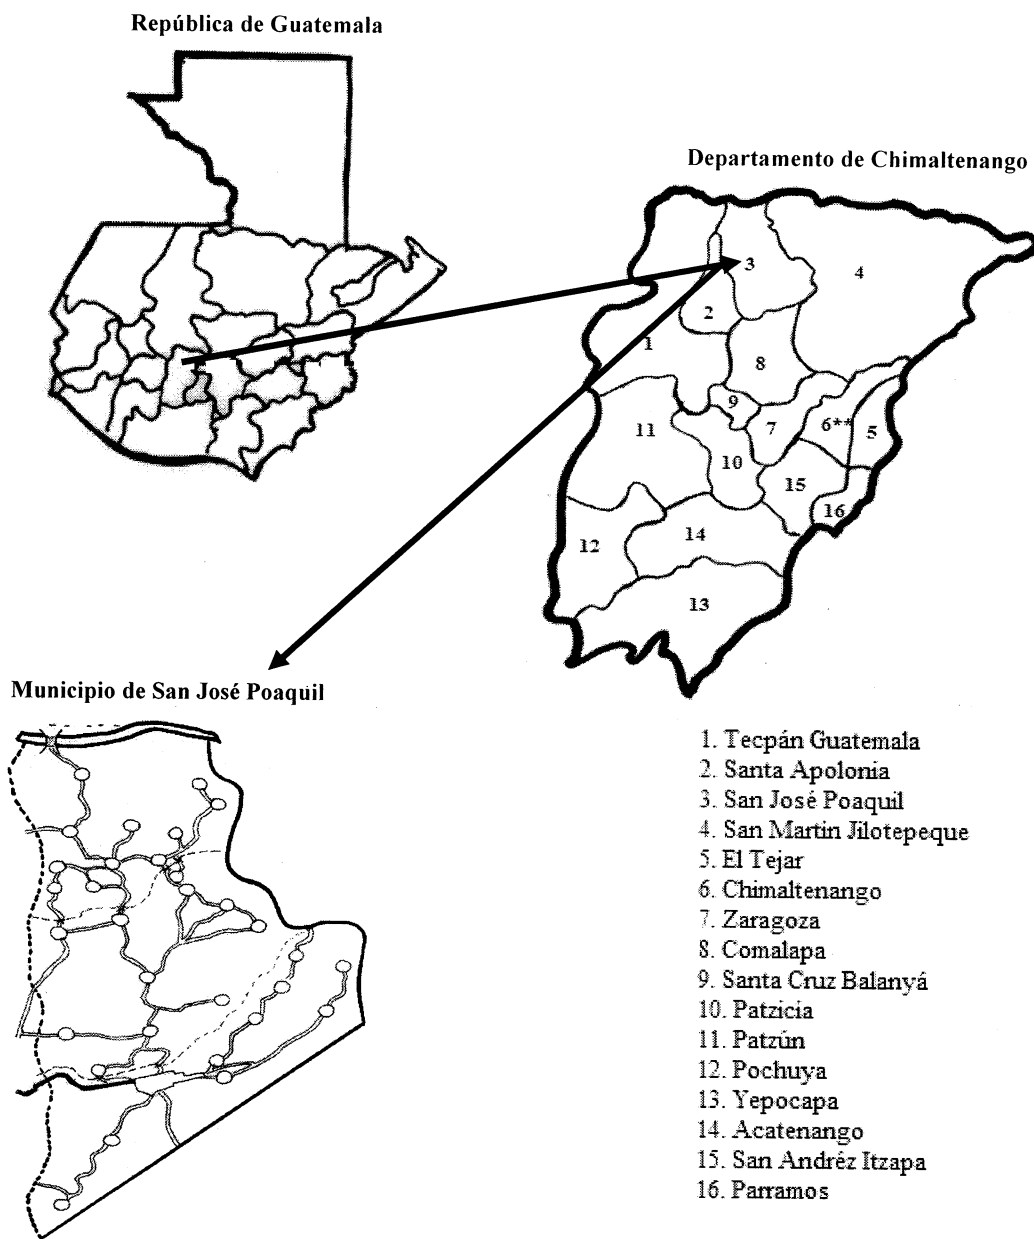 República de Guatemala
Departamento de Chimaltenango
3
4
2
1
8
9
7
6**
5
11
10
15
16
14
12
13
Municipio de San José Poaquil
1. Tecpán Guatemala
2. Santa Apolonia
3. San José Poaquil
4. San Martin Jilotepeque
5. El Tejar
6. Chimaltenango
7. Zaragoza
8. Comalapa
9. Santa Cruz Balanyá
10. Patzicia
11. Patzún
12. Pochuya
13. Yepocapa
14. Acatenango
15. San Andréz Itzapa
16. Parramos